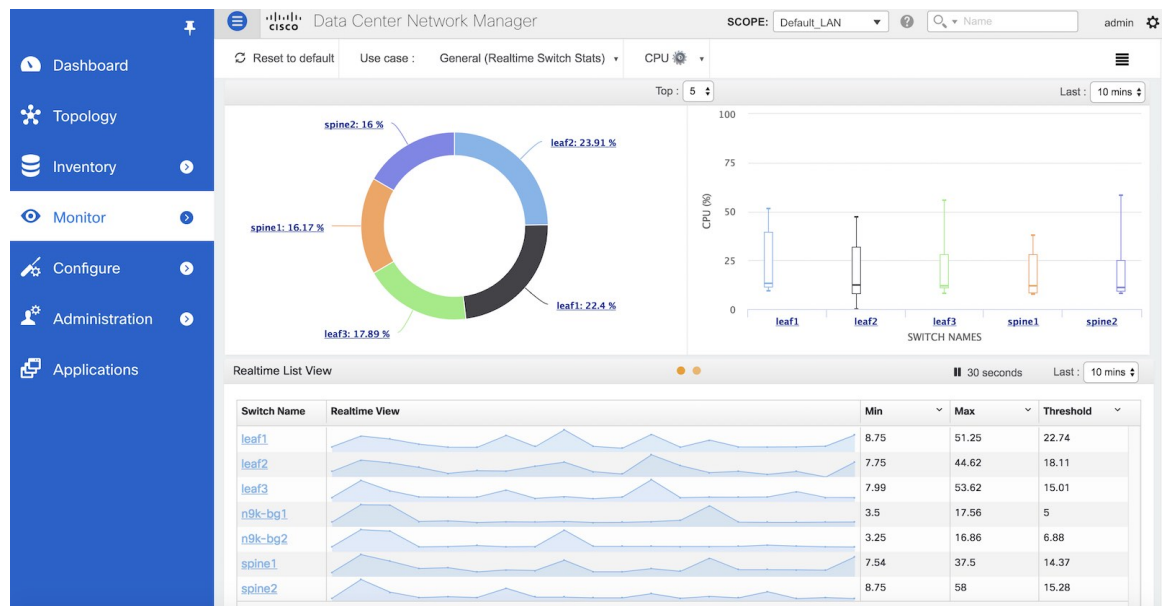 cisco Data Center Network Manager SCOPE: Default_LAN Name admin
Reset to default Use case : General (Realtime Switch Stats) CPU
Top : 5 Last : 10 mins
Dashboard
Topology
Inventory
Monitor
Configure
Administration
Applications
spine2: 16 %
leaf2: 23.91 %
spine1: 16.17 %
leaf1: 22.4 %
leaf3: 17.89 %
100
75
50
25
0
CPU (%)
leaf1 leaf2 leaf3 spine1 spine2
SWITCH NAMES
Realtime List View 30 seconds Last : 10 mins
Switch Name Realtime View Min Max Threshold
leaf1 8.75 51.25 22.74
leaf2 7.75 44.62 18.11
leaf3 7.99 53.62 15.01
n9k-bg1 3.5 17.56 5
n9k-bg2 3.25 16.86 6.88
spine1 7.54 37.5 14.37
spine2 8.75 58 15.28